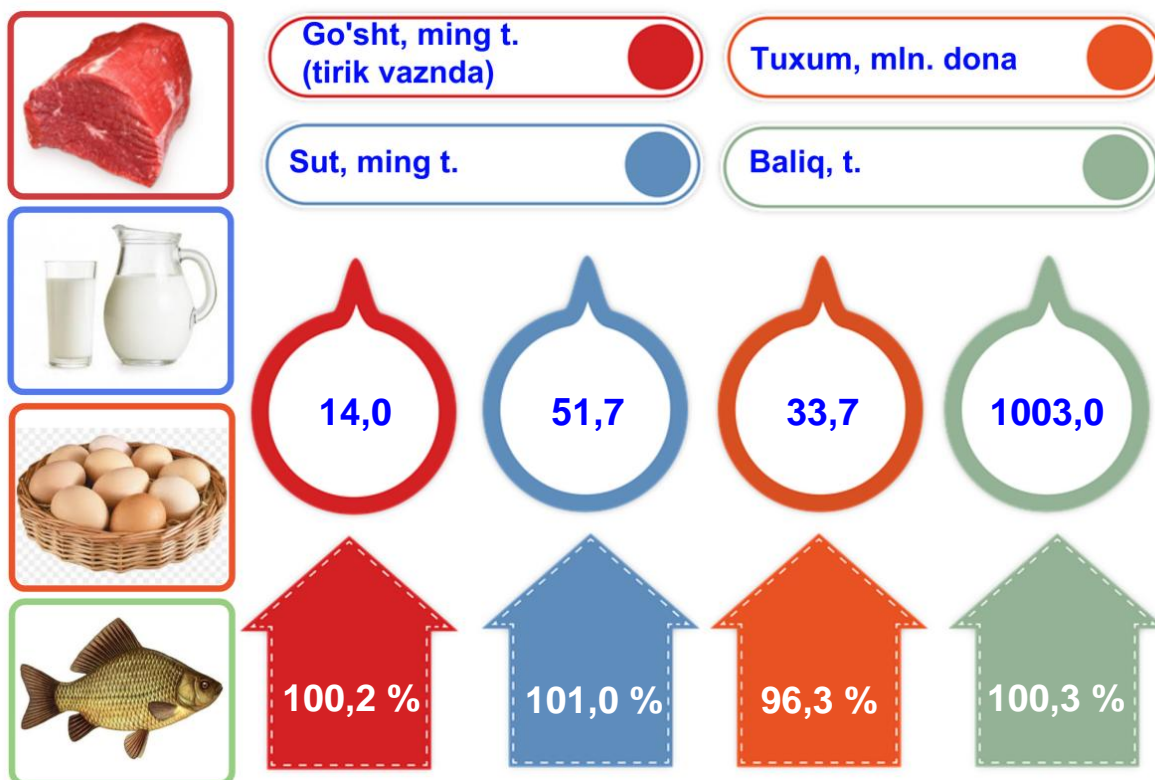 Go'sht, ming t.
(tirik vaznda)
Tuxum, mln. dona
Sut, ming t.
Baliq, t.
14,0
51,7
33,7
1003,0
100,2 %
101,0 %
96,3 %
100,3 %